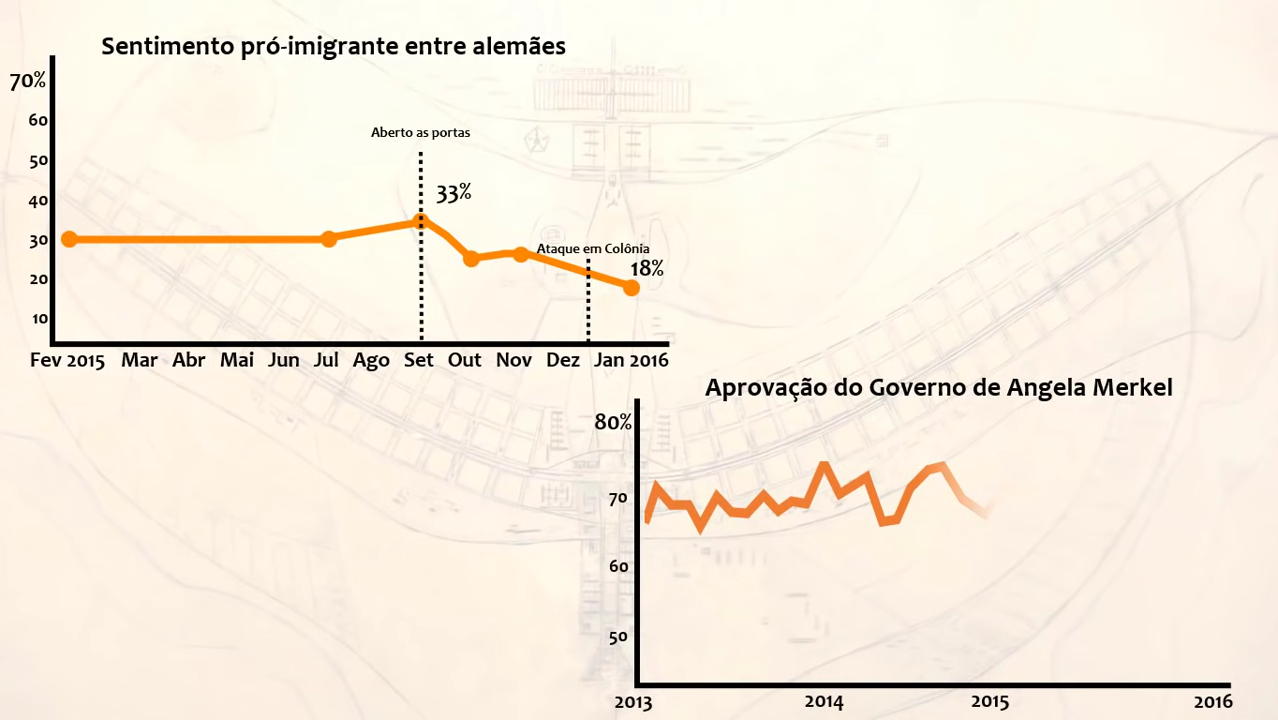 Sentimento pró-imigrante entre alemães
70%
60
Aberto as portas
50
33%
40
30
Ataque em Colônia
18%
20
10
Fev 2015 Mar Abr Mai Jun Jul Ago Set Out Nov Dez Jan 2016
Aprovação do Governo de Angela Merkel
80%
70
60
50
2013 2014 2015 2016